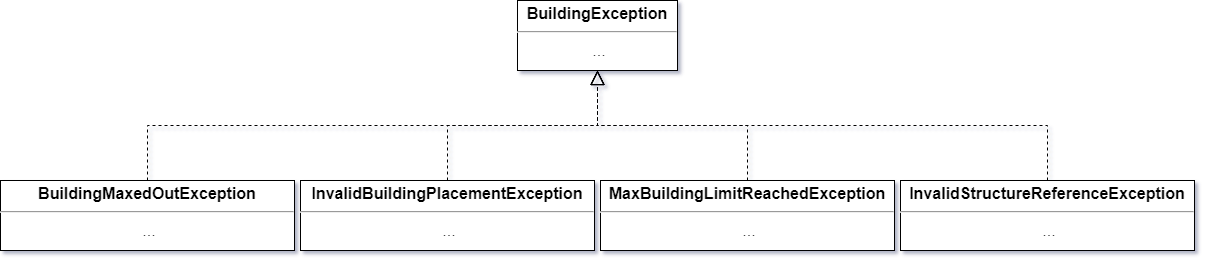 BuildingException
...
BuildingMaxedOutException
InvalidBuildingPlacementException
MaxBuildingLimitReachedException
InvalidStructureReferenceException
...
...
...
...